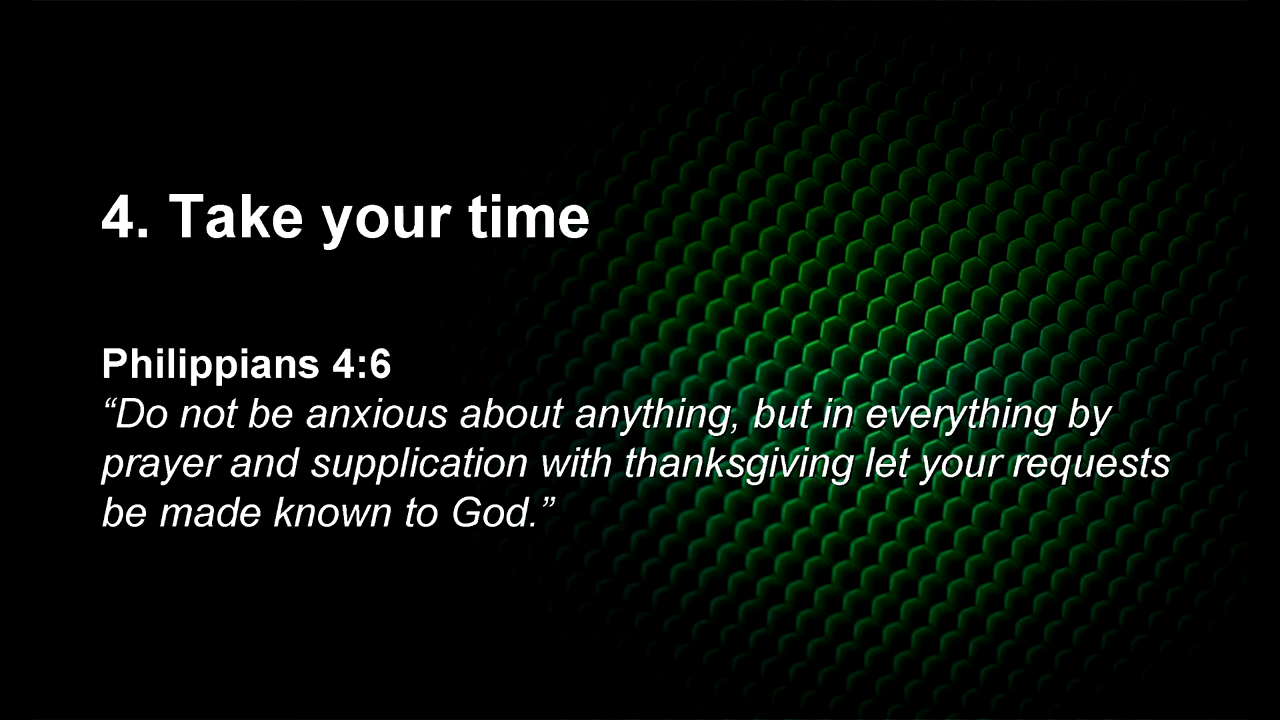 4. Take your time
Philippians 4:6
“Do not be anxious about anything, but in everything by
prayer and supplication with thanksgiving let your requests
be made known to God.”